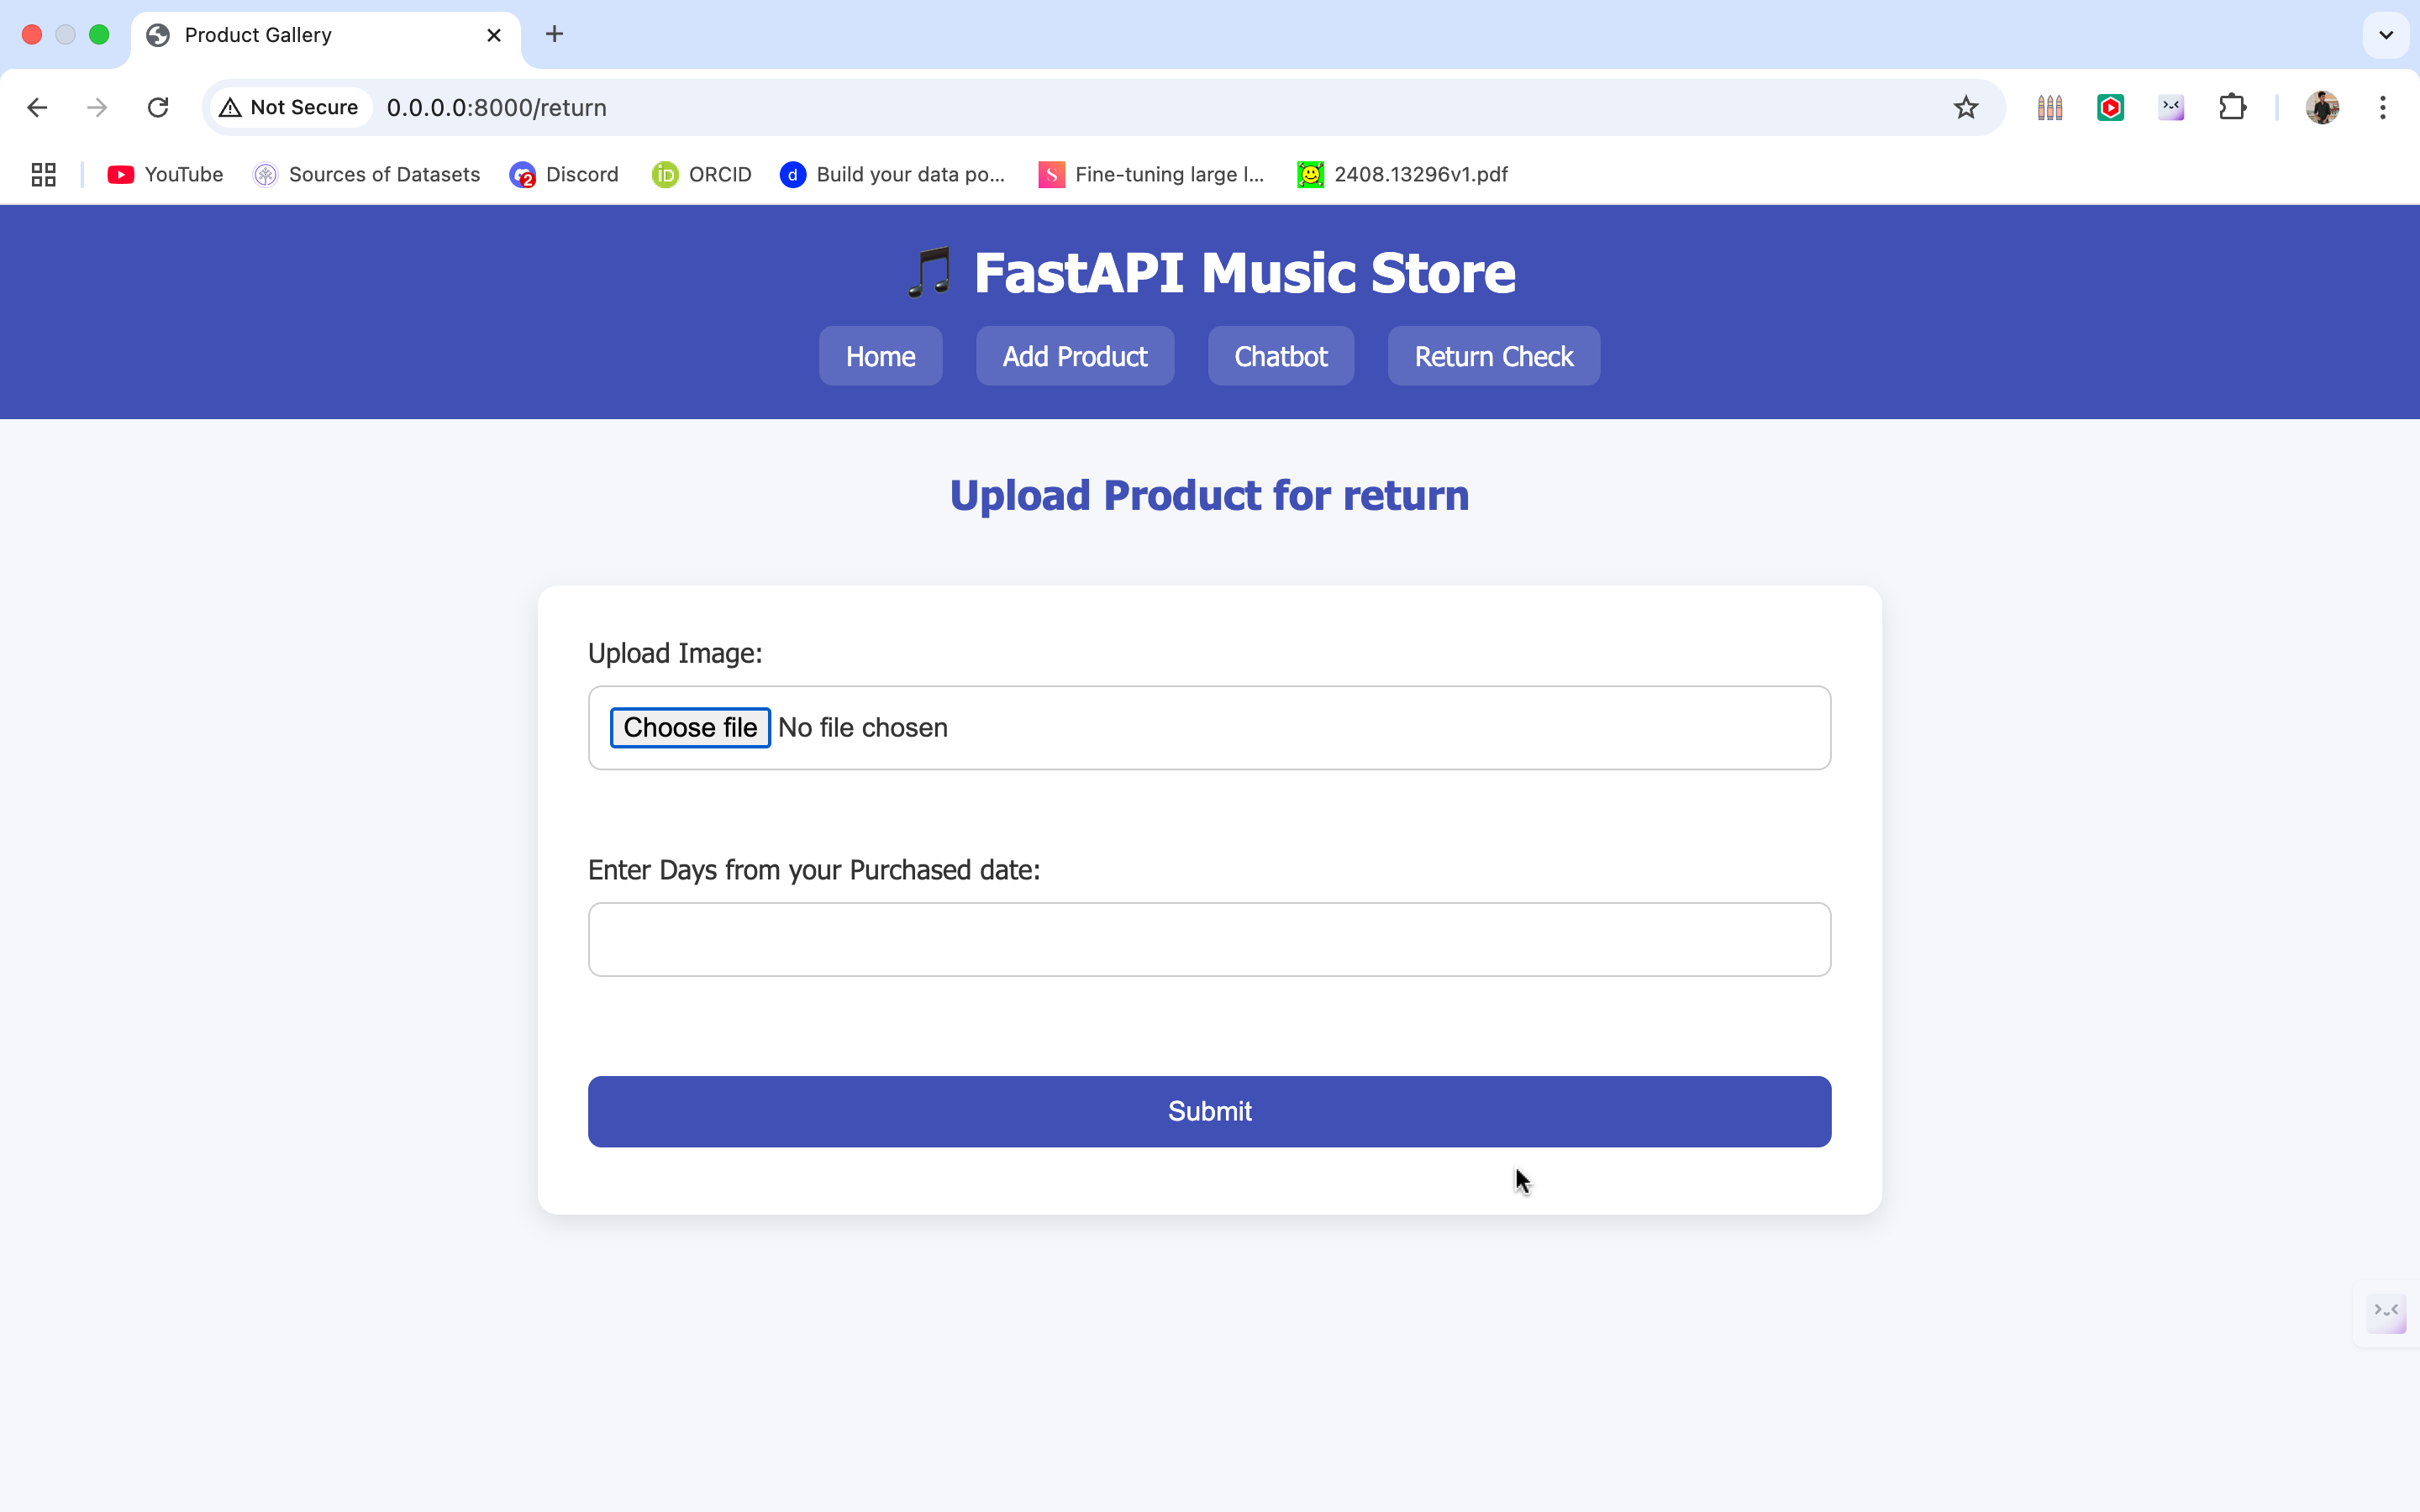 Product Gallery
Not Secure 0.0.0.0:8000/return
YouTube Sources of Datasets 2 Discord iD ORCID d Build your data po... S Fine-tuning large l... 2408.13296v1.pdf
FastAPI Music Store
Home Add Product Chatbot Return Check
Upload Product for return
Upload Image:
Choose file No file chosen
Enter Days from your Purchased date:
Submit